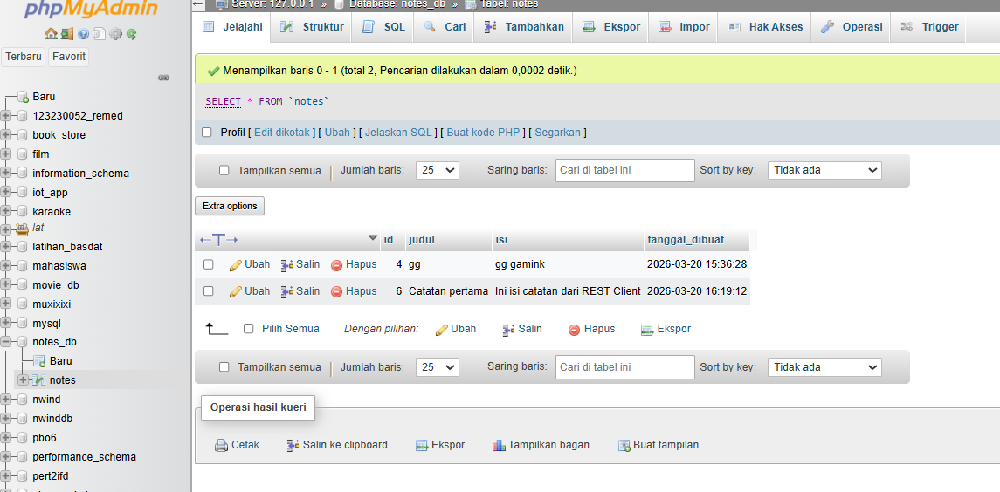 phpMyAdmin
Server: 127.0.0.1 » Database: notes_db » Tabel: notes
Jelajahi Struktur SQL Cari Tambahkan Ekspor Impor Hak Akses Operasi Trigger
Terbaru Favorit
Baru
123230052_remed
book_store
film
information_schema
iot_app
karaoke
lat
latihan_basdat
mahasiswa
movie_db
muxixixi
mysql
notes_db
Baru
notes
nwind
nwinddb
pbo6
performance_schema
pert2ifd
Menampilkan baris 0 - 1 (total 2, Pencarian dilakukan dalam 0,0002 detik.)
SELECT * FROM `notes`
Profil [ Edit dikotak ] [ Ubah ] [ Jelaskan SQL ] [ Buat kode PHP ] [ Segarkan ]
Tampilkan semua Jumlah baris: 25 Saring baris: Cari di tabel ini Sort by key: Tidak ada
Extra options
←T→ id judul isi tanggal_dibuat
Ubah Salin Hapus 4 gg gg gamink 2026-03-20 15:36:28
Ubah Salin Hapus 6 Catatan pertama Ini isi catatan dari REST Client 2026-03-20 16:19:12
Pilih Semua Dengan pilihan: Ubah Salin Hapus Ekspor
Tampilkan semua Jumlah baris: 25 Saring baris: Cari di tabel ini Sort by key: Tidak ada
Operasi hasil kueri
Cetak Salin ke clipboard Ekspor Tampilkan bagan Buat tampilan